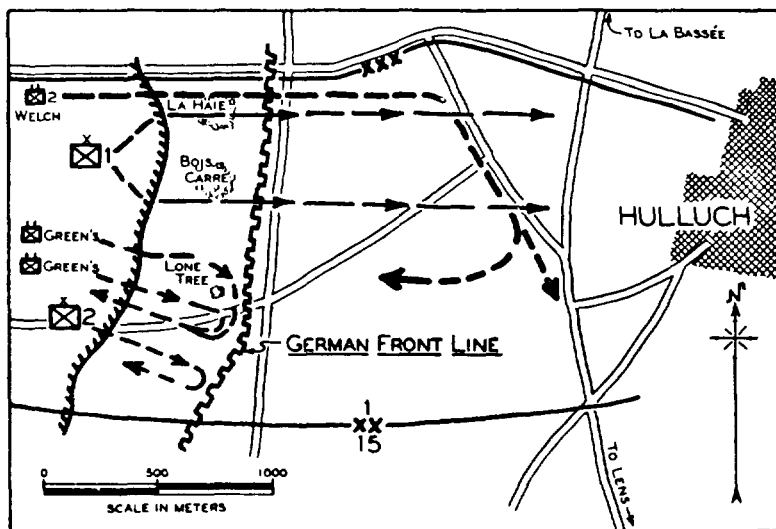 TO LA BASSÉE
XXX
2
WELCH
LA HAIE
X
1
BOIS
CARRÉ
HULLUCH
GREEN'S
GREEN'S
LONE
TREE
X
2
N
GERMAN FRONT LINE
1
XX
15
0 500 1000
SCALE IN METERS
TO LENS